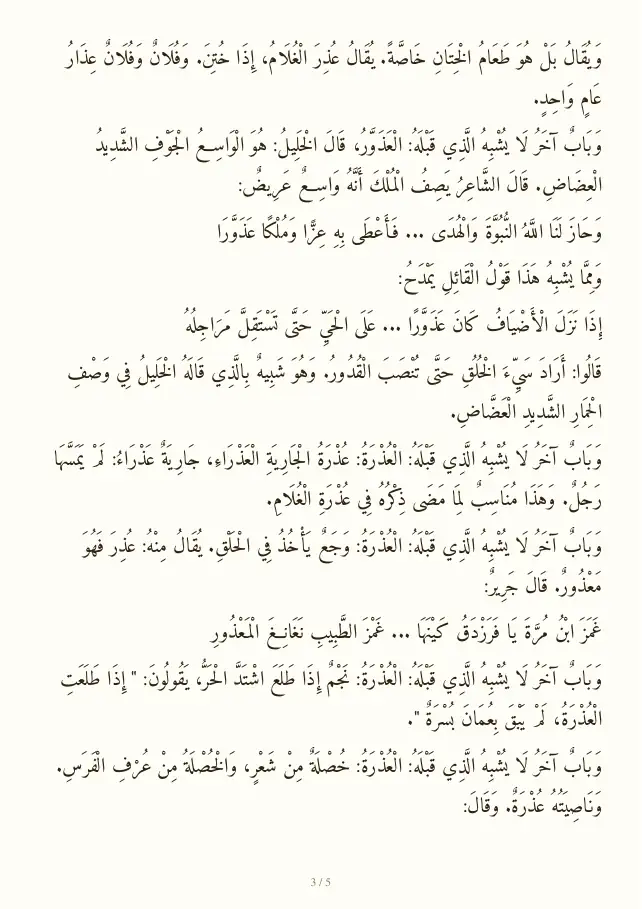 وَيُقَالُ بَلْ هُوَ طَعَامُ الْخِتَانِ خَاصَّةً. يُقَالُ عُذِرَ الْغُلَامُ، إِذَا خُتِنَ. وَفُلَانٌ وَفُلَانٌ عِذَارُ
عَامٍ وَاحِدٍ.
وَبَابٌ آخَرُ لَا يُشْبِهُ الَّذِي قَبْلَهُ: الْعَذَوَّرُ، قَالَ الْخَلِيلُ: هُوَ الْوَاسِعُ الْجَوْفِ الشَّدِيدُ
الْعِضَاضِ. قَالَ الشَّاعِرُ يَصِفُ الْمُلْكَ أَنَّهُ وَاسِعٌ عَرِيضٌ:
وَحَازَ لَنَا اللَّهُ النُّبُوَّةَ وَالْهُدَى ... فَأَعْطَى بِهِ عِزًّا وَمُلْكًا عَذَوَّرَا
وَمِمَّا يُشْبِهُ هَذَا قَوْلُ الْقَائِلِ يَمْدَحُ:
إِذَا نَزَلَ الْأَضْيَافُ كَانَ عَذَوَّرًا ... عَلَى الْحَيِّ حَتَّى تَسْتَقِلَّ مَرَاجِلُهُ
قَالُوا: أَرَادَ سَيِّءَ الْخُلُقِ حَتَّى تُنْصَبَ الْقُدُورُ. وَهُوَ شَبِيهٌ بِالَّذِي قَالَهُ الْخَلِيلُ فِي وَصْفِ
الْحِمَارِ الشَّدِيدِ الْعَضَّاضِ.
وَبَابٌ آخَرُ لَا يُشْبِهُ الَّذِي قَبْلَهُ: الْعُذْرَةُ: عُذْرَةُ الْجَارِيَةِ الْعَذْرَاءِ، جَارِيَةٌ عَذْرَاءُ: لَمْ يَمَسَّهَا
رَجُلٌ. وَهَذَا مُنَاسِبٌ لِمَا مَضَى ذِكْرُهُ فِي عُذْرَةِ الْغُلَامِ.
وَبَابٌ آخَرُ لَا يُشْبِهُ الَّذِي قَبْلَهُ: الْعُذْرَةُ: وَجَعٌ يَأْخُذُ فِي الْحَلْقِ. يُقَالُ مِنْهُ: عُذِرَ فَهُوَ
مَعْذُورٌ. قَالَ جَرِيرٌ:
غَمَزَ ابْنُ مُرَّةَ يَا فَرَزْدَقُ كَيْنَهَا ... غَمْزَ الطَّبِيبِ نَغَانِغَ الْمَعْذُورِ
وَبَابٌ آخَرُ لَا يُشْبِهُ الَّذِي قَبْلَهُ: الْعُذْرَةُ: نَجْمٌ إِذَا طَلَعَ اشْتَدَّ الْحَرُّ، يَقُولُونَ: " إِذَا طَلَعَتِ
الْعُذْرَةُ، لَمْ يَبْقَ بِعُمَانَ بُسْرَةٌ ".
وَبَابٌ آخَرُ لَا يُشْبِهُ الَّذِي قَبْلَهُ: الْعُذْرَةُ: خُصْلَةٌ مِنْ شَعْرٍ، وَالْخُصْلَةُ مِنْ عُرْفِ الْفَرَسِ.
وَنَاصِيَتُهُ عُذْرَةٌ. وَقَالَ:
3 / 5